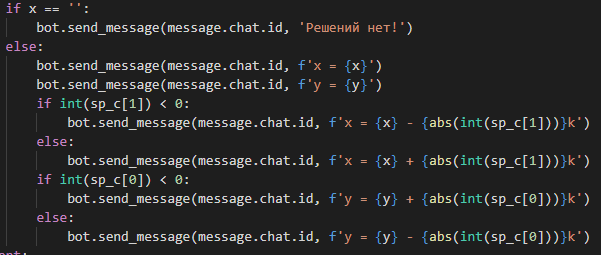 if x == '':
    bot.send_message(message.chat.id, 'Решений нет!')
else:
    bot.send_message(message.chat.id, f'x = {x}')
    bot.send_message(message.chat.id, f'y = {y}')
    if int(sp_c[1]) < 0:
        bot.send_message(message.chat.id, f'x = {x} - {abs(int(sp_c[1]))}k')
    else:
        bot.send_message(message.chat.id, f'x = {x} + {abs(int(sp_c[1]))}k')
    if int(sp_c[0]) < 0:
        bot.send_message(message.chat.id, f'y = {y} + {abs(int(sp_c[0]))}k')
    else:
        bot.send_message(message.chat.id, f'y = {y} - {abs(int(sp_c[0]))}k')